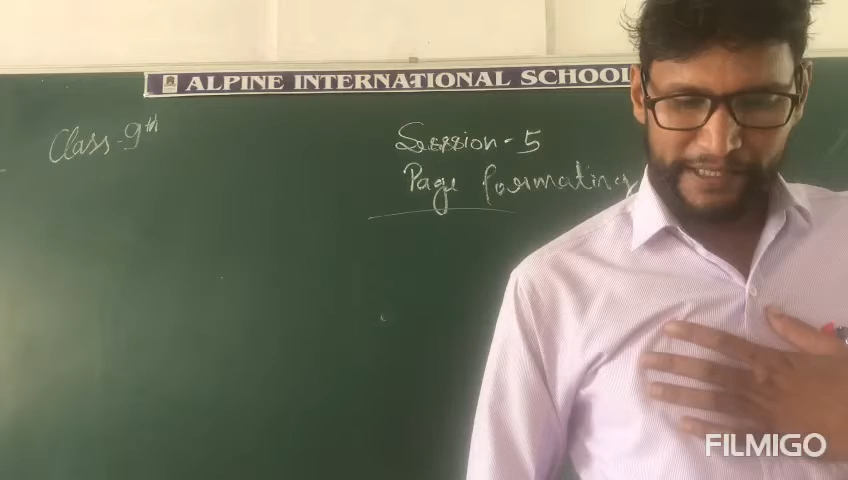 ALPINE INTERNATIONAL SCHOOL
Class-9th
Session-5
Page formating
FILMIGO